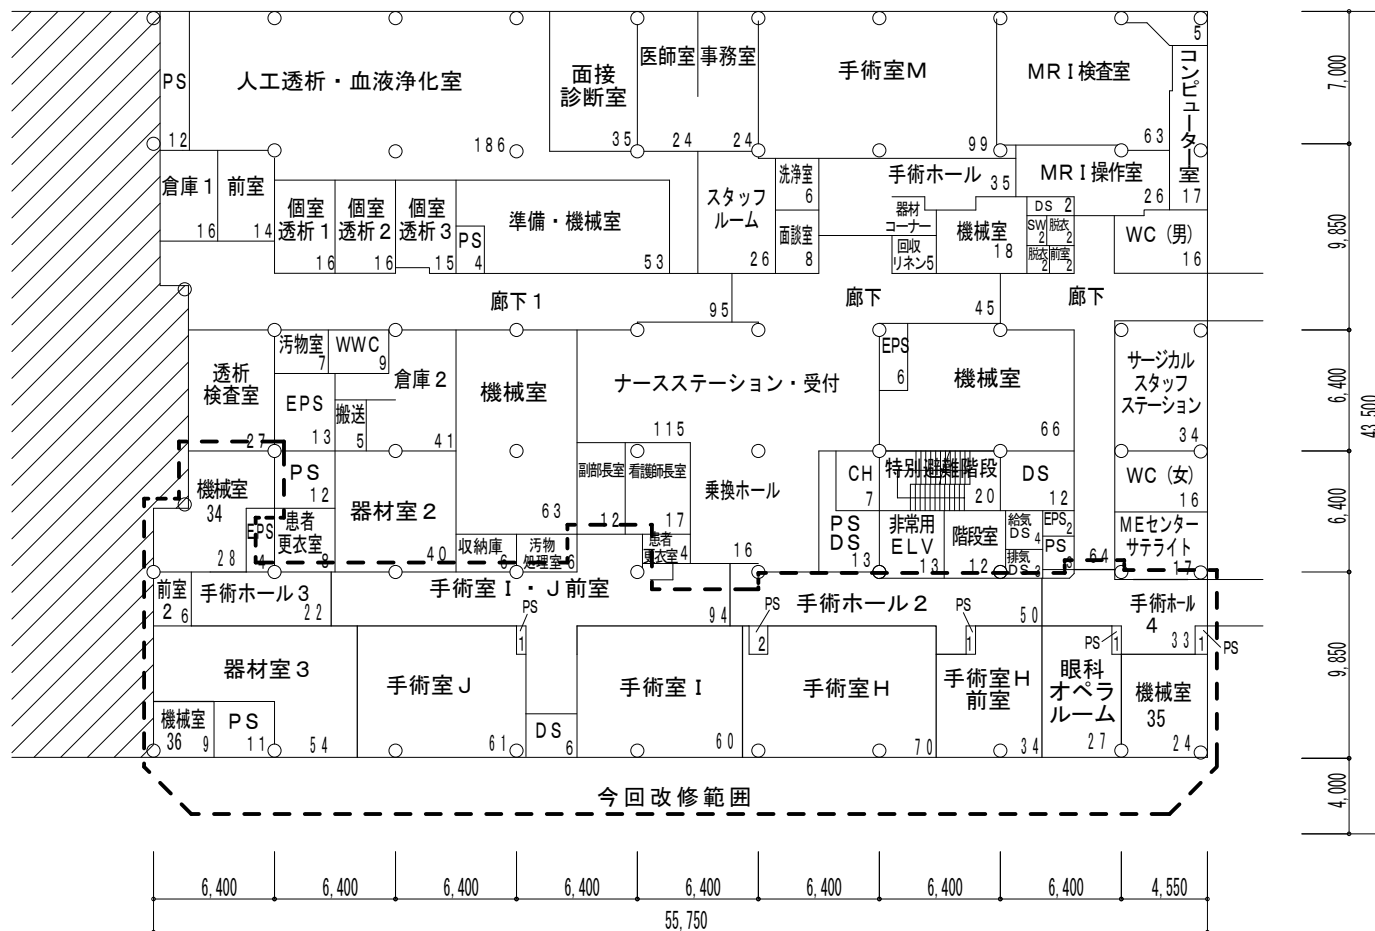 PS
12
人工透析・血液浄化室
186
面接
診断室
35
医師室
24
事務室
24
手術室M
99
MRI検査室
63
5
コンピューター室
17
倉庫1
16
前室
14
個室
透析1
16
個室
透析2
16
個室
透析3
15
PS
4
準備・機械室
53
スタッフ
ルーム
26
洗浄室
6
面談室
8
手術ホール
35
器材
コーナー
回収
リネン5
機械室
18
MRI操作室
26
DS 2
SW
2
脱衣
2
脱衣
2
前室
2
WC(男)
16
廊下1
95
廊下
45
廊下
透析
検査室
27
汚物室
7
WWC
9
EPS
13
搬送
5
倉庫2
41
機械室
63
ナースステーション・受付
115
EPS
6
機械室
66
サージカル
スタッフ
ステーション
34
機械室
34
28
PS
12
EPS
4
患者
更衣室
8
器材室2
40
収納庫
6
汚物
処理室
6
副部長室
12
看護師長室
17
患者
更衣室
4
乗換ホール
16
CH
7
PS
DS
13
特別避難階段
20
非常用
ELV
13
階段室
12
DS
12
給気
DS
4
排気
DS
3
EPS
2
PS
3
64
WC(女)
16
MEセンター
サテライト
17
前室
2
6
手術ホール3
22
手術室I・J前室
94
手術ホール2
50
手術ホール
4
33
PS
1
PS
2
PS
1
PS
1
1
PS
器材室3
54
機械室
36
9
PS
11
手術室J
61
DS
6
手術室I
60
手術室H
70
手術室H
前室
34
眼科
オペラ
ルーム
27
機械室
35
24
今回改修範囲
7,000
9,850
6,400
6,400
9,850
4,000
43,500
6,400
6,400
6,400
6,400
6,400
6,400
6,400
6,400
4,550
55,750